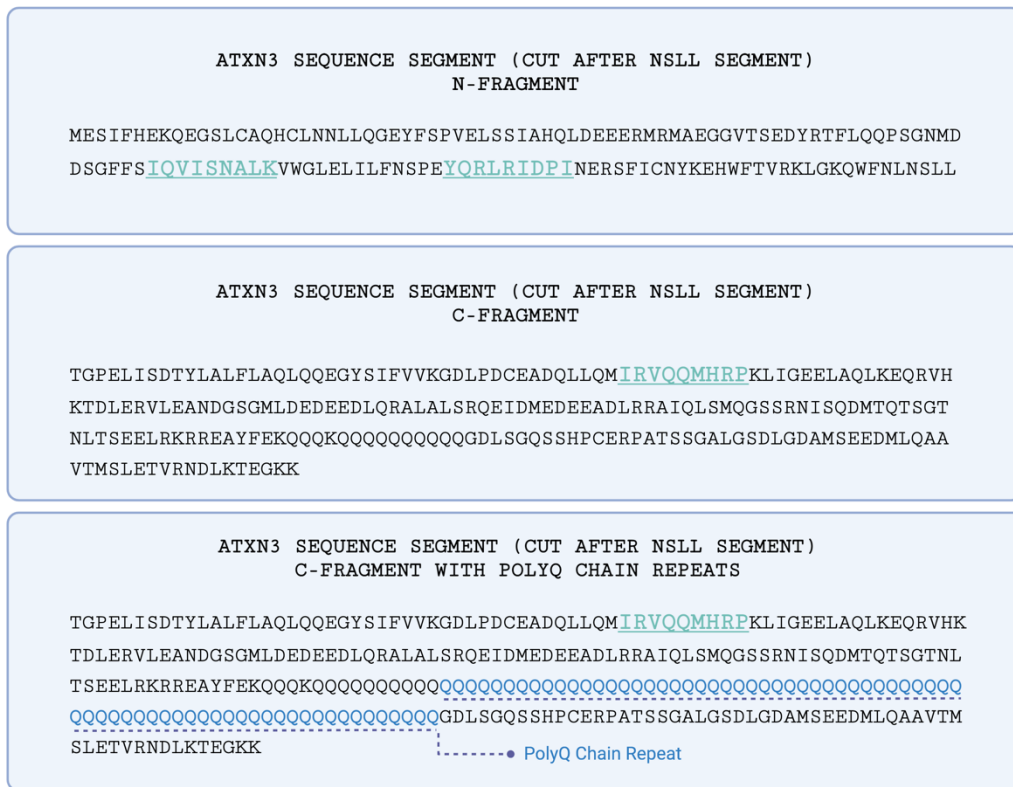 ATXN3 SEQUENCE SEGMENT (CUT AFTER NSLL SEGMENT)
N-FRAGMENT
MESIFHEKQEGSLCAQHCLNNLLQGEYFSPVELSSIAHQLDEEERMRMAEGGVTSEDYRTFLQQPSGNMD
DSGFFSIQVISNALKVWGLELILFNSPEYQRLRIDPINERSFICNYKEHWFTVRKLGKQWFNLNSLL
ATXN3 SEQUENCE SEGMENT (CUT AFTER NSLL SEGMENT)
C-FRAGMENT
TGPELISDTYLALFLAQLQQEGYSIFVVKGDLPDCEADQLLQMIRVQQMHRPKLIGEELAQLKEQRVH
KTDLERVLEANDGSGMLDEDEEDLQRALALSRQEIDMEDEEADLRRAIQLSMQGSSRNISQDMTQTSGT
NLTSEELRKRREAYFEKQQQKQQQQQQQQQQGDLSGQSSHPCERPATSSGALGSDLGDAMSEEDMLQAA
VTMSLETVRNDLKTEGKK
ATXN3 SEQUENCE SEGMENT (CUT AFTER NSLL SEGMENT)
C-FRAGMENT WITH POLYQ CHAIN REPEATS
TGPELISDTYLALFLAQLQQEGYSIFVVKGDLPDCEADQLLQMIRVQQMHRPKLIGEELAQLKEQRVHK
TDLERVLEANDGSGMLDEDEEDLQRALALSRQEIDMEDEEADLRRAIQLSMQGSSRNISQDMTQTSGTNL
TSEELRKRREAYFEKQQQKQQQQQQQQQQQQQQQQQQQQQQQQQQQQQQQQQQQQQQQQQQQQQQQQQQQ
QQQQQQQQQQQQQQQQQQQQQQQQQQQQQGDLSGQSSHPCERPATSSGALGSDLGDAMSEEDMLQAAVTM
SLETVRNDLKTEGKK
PolyQ Chain Repeat